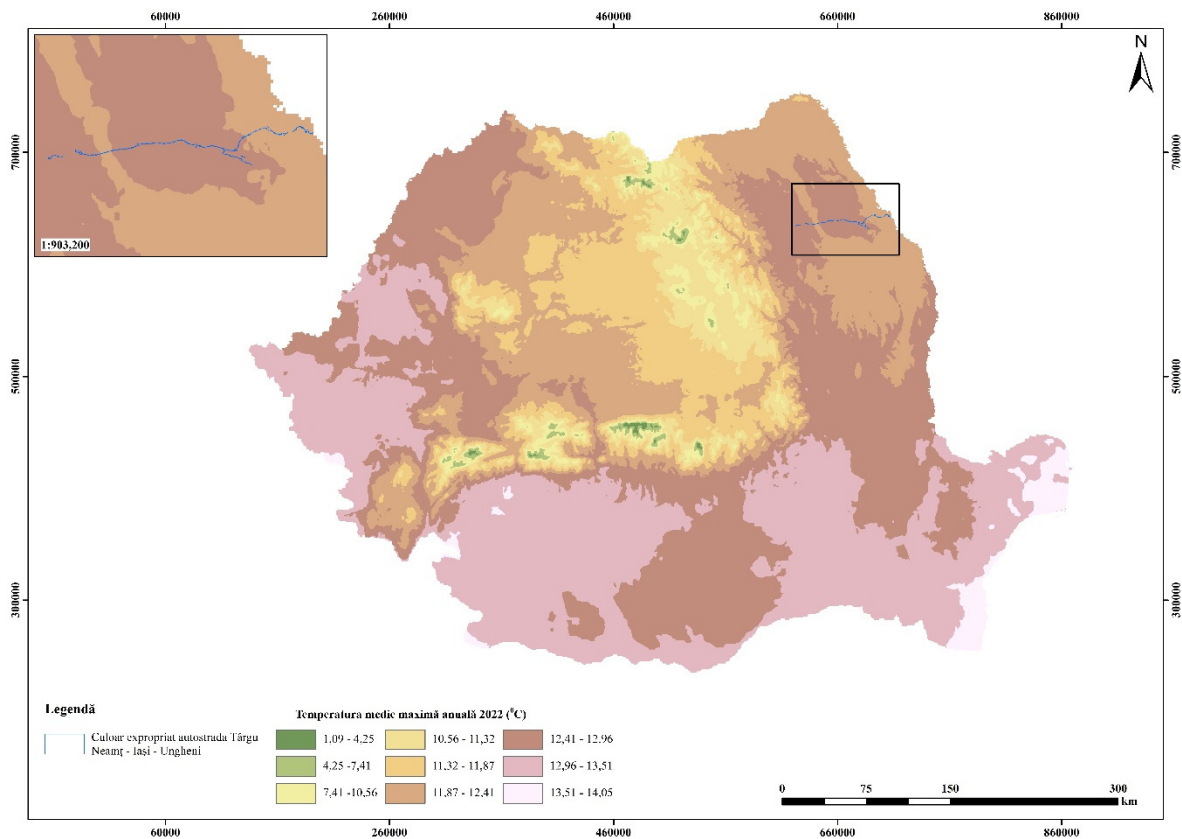 60000 260000 460000 660000 860000
N
700000 700000
1:903,200
500000 500000
300000 300000
Legendă
Culoar expropriat autostrada Târgu
Neamț - Iași - Ungheni
Temperatura medie maximă anuală 2022 (⁰C)
1,09 - 4,25 10,56 - 11,32 12,41 - 12,96
4,25 -7,41 11,32 - 11,87 12,96 - 13,51
7,41 -10,56 11,87 - 12,41 13,51 - 14,05
0 75 150 300
km
60000 260000 460000 660000 860000